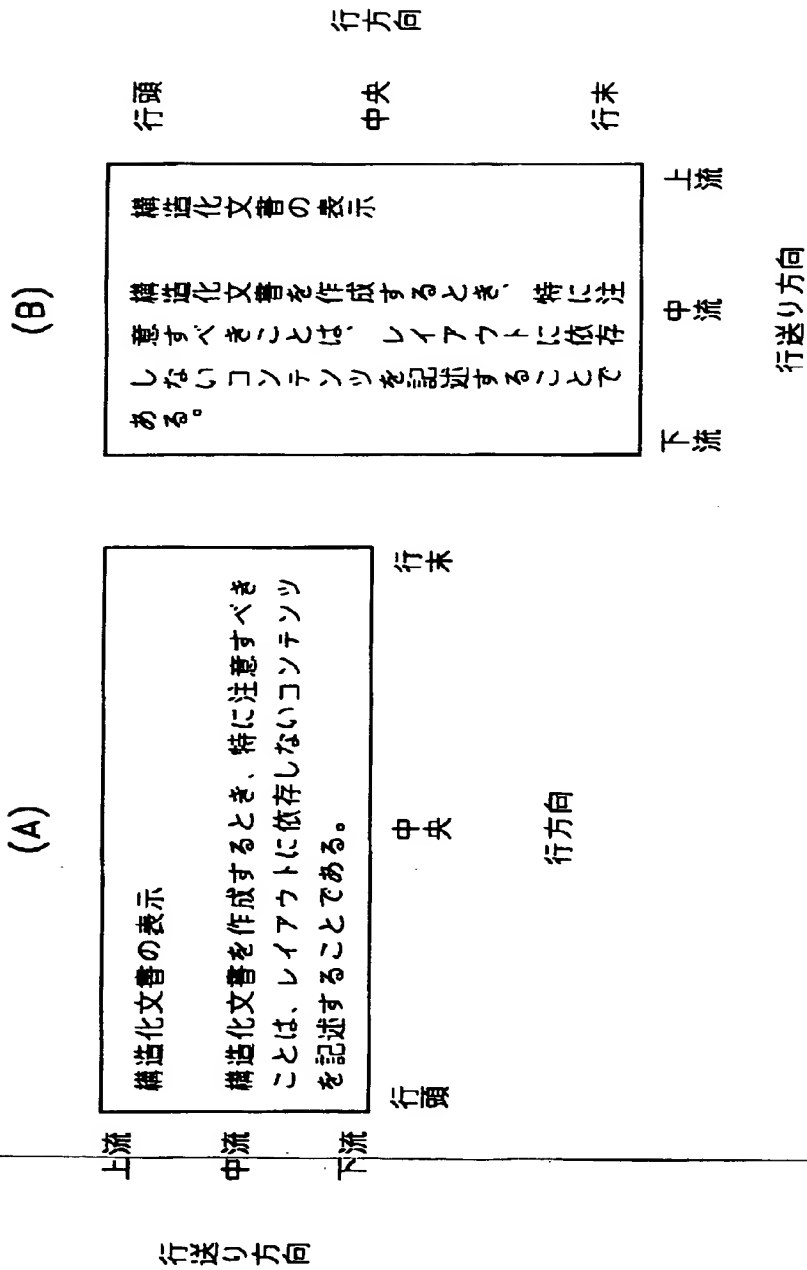 (A)
行送り方向
上流
中流
下流
構造化文書の表示
構造化文書を作成するとき、特に注意すべき
ことは、レイアウトに依存しないコンテンツ
を記述することである。
行頭
中央
行末
行方向
(B)
構造化文書の表示
構造化文書を作成するとき、特に注
意すべきことは、レイアウトに依存
しないコンテンツを記述することで
ある。
行頭
中央
行末
行方向
下流
中流
上流
行送り方向